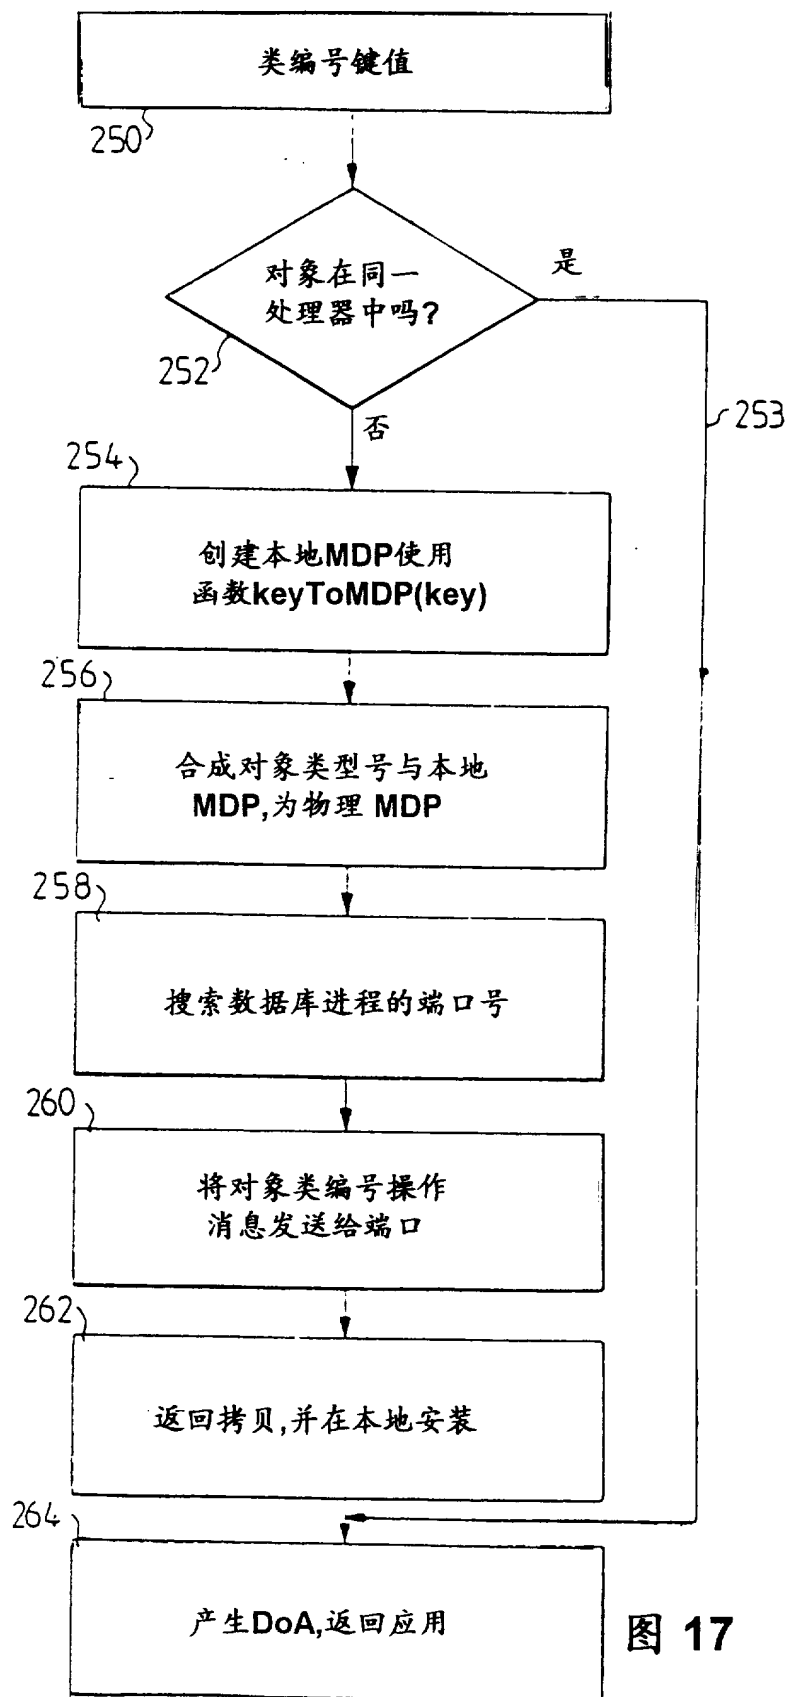 类编号键值
250
对象在同一
处理器中吗?
是
252
253
否
254
创建本地MDP使用
函数keyToMDP(key)
256
合成对象类型号与本地
MDP,为物理 MDP
258
搜索数据库进程的端口号
260
将对象类编号操作
消息发送给端口
262
返回拷贝,并在本地安装
264
产生DoA,返回应用
图 17